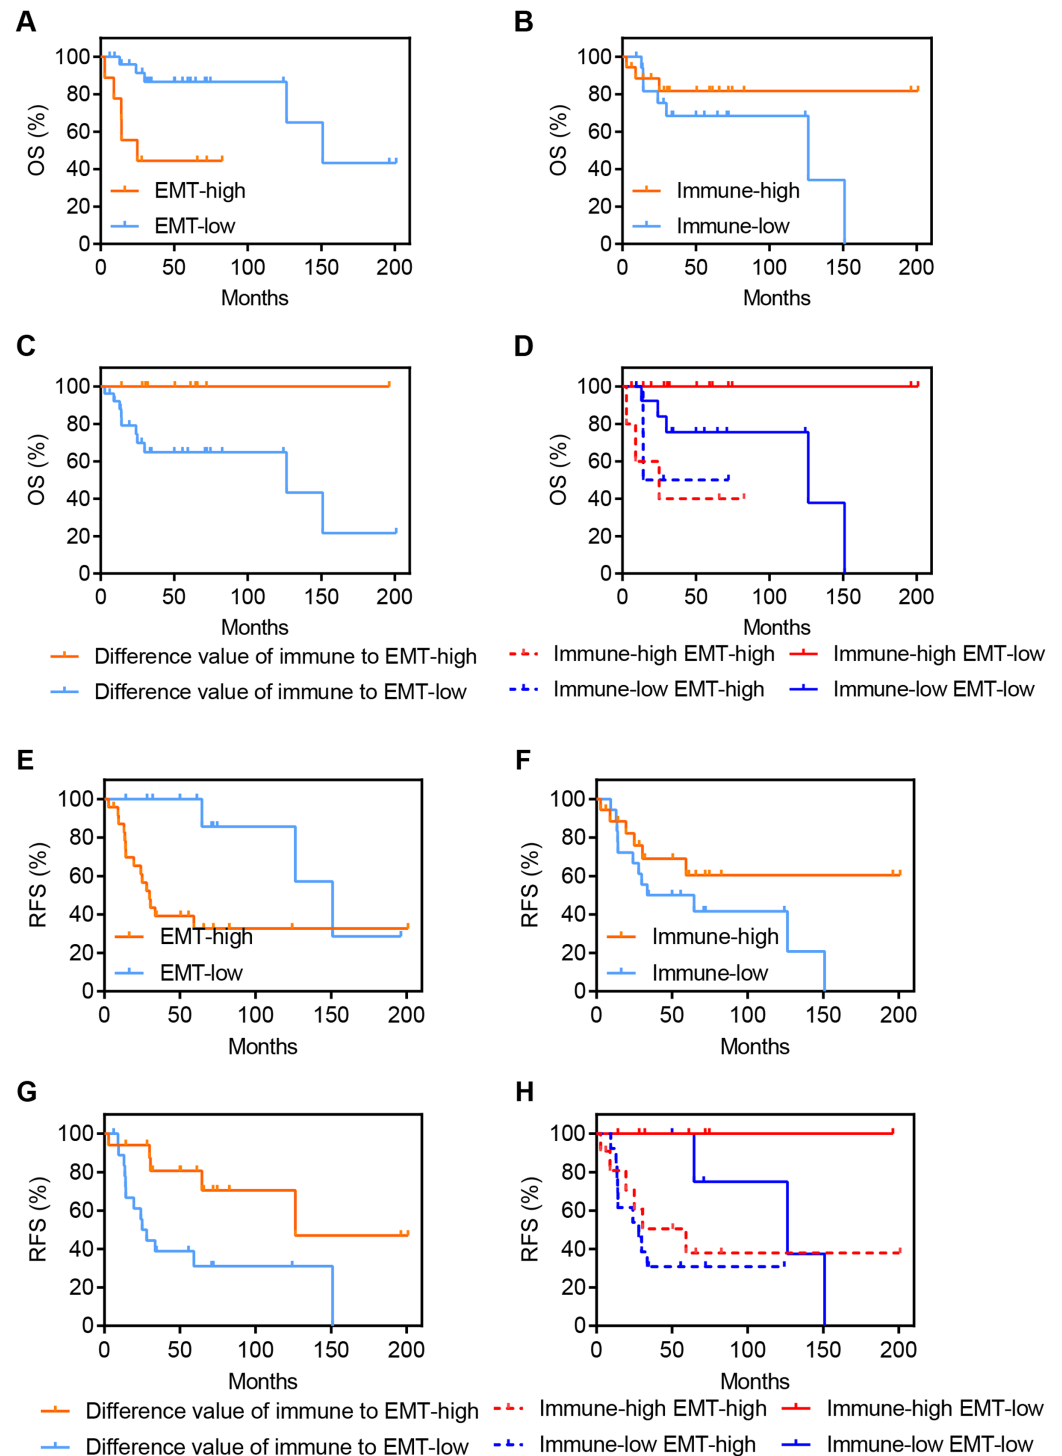 A
OS (%)
100
80
60
40
20
0
EMT-high
EMT-low
0 50 100 150 200
Months
B
OS (%)
100
80
60
40
20
0
Immune-high
Immune-low
0 50 100 150 200
Months
C
OS (%)
100
80
60
40
20
0
0 50 100 150 200
Months
Difference value of immune to EMT-high
Difference value of immune to EMT-low
D
OS (%)
100
80
60
40
20
0
0 50 100 150 200
Months
Immune-high EMT-high
Immune-high EMT-low
Immune-low EMT-high
Immune-low EMT-low
E
RFS (%)
100
80
60
40
20
0
EMT-high
EMT-low
0 50 100 150 200
Months
F
RFS (%)
100
80
60
40
20
0
Immune-high
Immune-low
0 50 100 150 200
Months
G
RFS (%)
100
80
60
40
20
0
0 50 100 150 200
Months
Difference value of immune to EMT-high
Difference value of immune to EMT-low
H
RFS (%)
100
80
60
40
20
0
0 50 100 150 200
Months
Immune-high EMT-high
Immune-high EMT-low
Immune-low EMT-high
Immune-low EMT-low